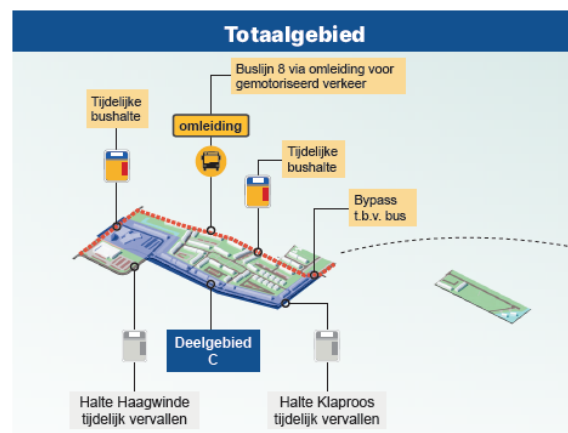 Totaalgebied
Buslijn 8 via omleiding voor
gemotoriseerd verkeer
Tijdelijke
bushalte
omleiding
Tijdelijke
bushalte
Bypass
t.b.v. bus
Deelgebied
C
Halte Haagwinde
tijdelijk vervallen
Halte Klaproos
tijdelijk vervallen